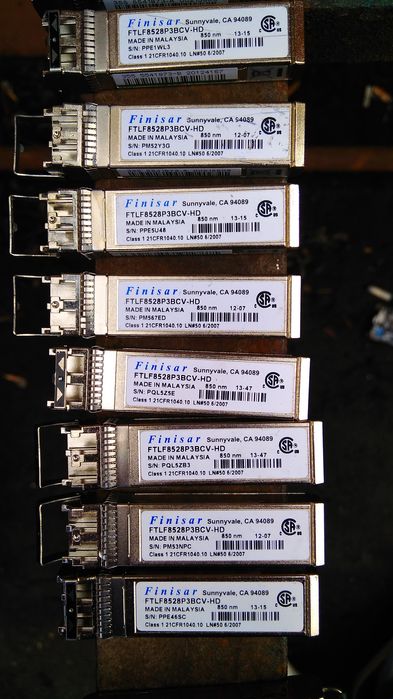 Finisar Sunnyvale, CA 94089
FTLF8528P3BCV-HD
MADE IN MALAYSIA 850 nm 13-15
S/N: PPE1WL3
Class 1 21CFR1040.10 LN#50 6/2007
Finisar Sunnyvale, CA 94089
FTLF8528P3BCV-HD
MADE IN MALAYSIA 850 nm 12-07
S/N: PM52Y3G
Class 1 21CFR1040.10 LN#50 6/2007
Finisar Sunnyvale, CA 94089
FTLF8528P3BCV-HD
MADE IN MALAYSIA 850 nm 13-15
S/N: PPE5U48
Class 1 21CFR1040.10 LN#50 6/2007
Finisar Sunnyvale, CA 94089
FTLF8528P3BCV-HD
MADE IN MALAYSIA 850 nm 12-07
S/N: PM567ED
Class 1 21CFR1040.10 LN#50 6/2007
Finisar Sunnyvale, CA 94089
FTLF8528P3BCV-HD
MADE IN MALAYSIA 850 nm 13-47
S/N: PQL5Z5E
Class 1 21CFR1040.10 LN#50 6/2007
Finisar Sunnyvale, CA 94089
FTLF8528P3BCV-HD
MADE IN MALAYSIA 850 nm 13-47
S/N: PQL5ZB3
Class 1 21CFR1040.10 LN#50 6/2007
Finisar Sunnyvale, CA 94089
FTLF8528P3BCV-HD
MADE IN MALAYSIA 850 nm 12-07
S/N: PM53NPC
Class 1 21CFR1040.10 LN#50 6/2007
Finisar Sunnyvale, CA 94089
FTLF8528P3BCV-HD
MADE IN MALAYSIA 850 nm 13-15
S/N: PPE46SC
Class 1 21CFR1040.10 LN#50 6/2007